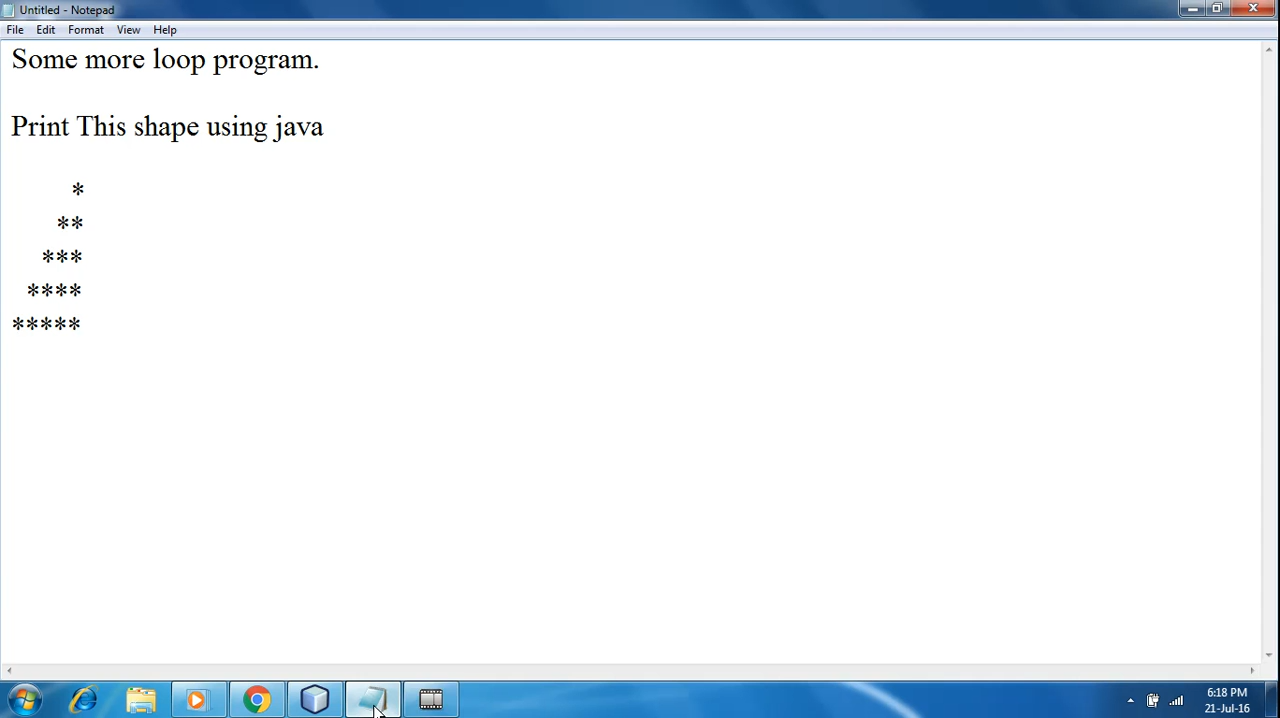 Untitled - Notepad
File Edit Format View Help
Some more loop program.
Print This shape using java
*
**
***
****
*****
6:18 PM
21-Jul-16